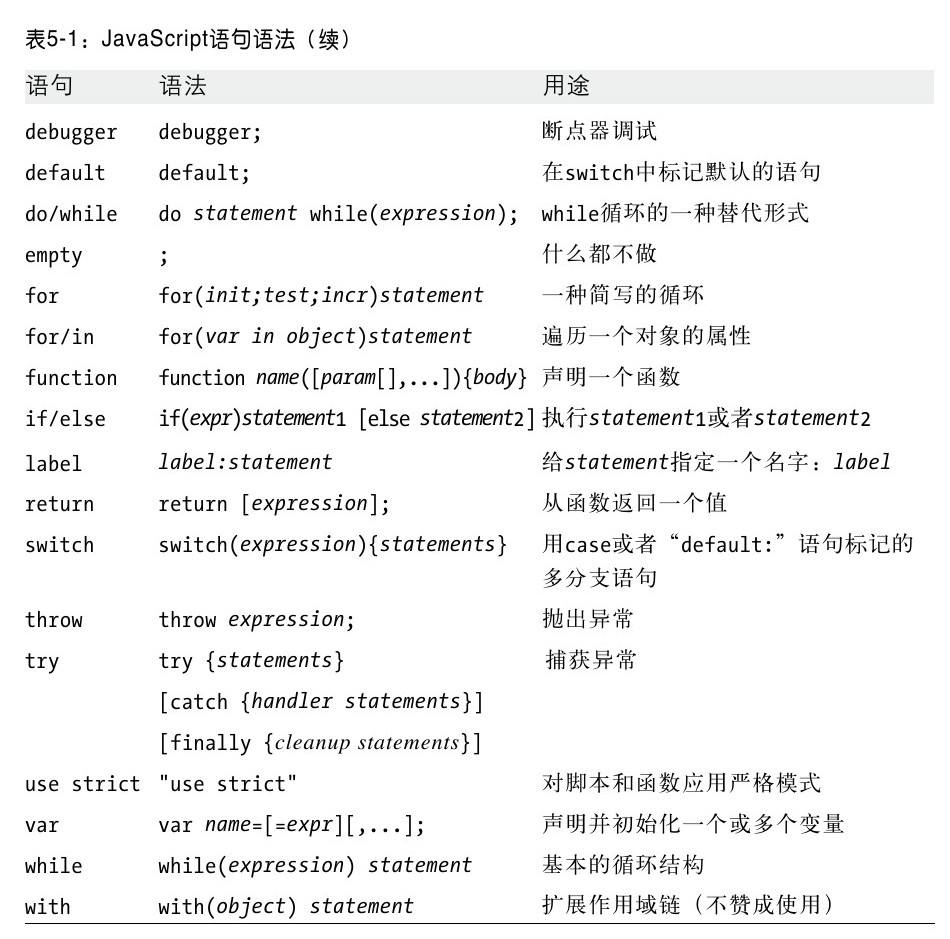 表5-1：JavaScript语句语法（续）
语句 语法 用途
debugger debugger; 断点器调试
default default; 在switch中标记默认的语句
do/while do statement while(expression); while循环的一种替代形式
empty ; 什么都不做
for for(init;test;incr)statement 一种简写的循环
for/in for(var in object)statement 遍历一个对象的属性
function function name([param[],...]){body} 声明一个函数
if/else if(expr)statement1 [else statement2] 执行statement1或者statement2
label label:statement 给statement指定一个名字：label
return return [expression]; 从函数返回一个值
switch switch(expression){statements} 用case或者“default:”语句标记的
多分支语句
throw throw expression; 抛出异常
try try {statements} 捕获异常
[catch {handler statements}]
[finally {cleanup statements}]
use strict "use strict" 对脚本和函数应用严格模式
var var name=[=expr][,...]; 声明并初始化一个或多个变量
while while(expression) statement 基本的循环结构
with with(object) statement 扩展作用域链（不赞成使用）